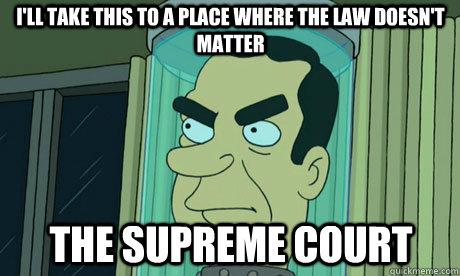 I'LL TAKE THIS TO A PLACE WHERE THE LAW DOESN'T
MATTER
THE SUPREME COURT
quickmeme.com